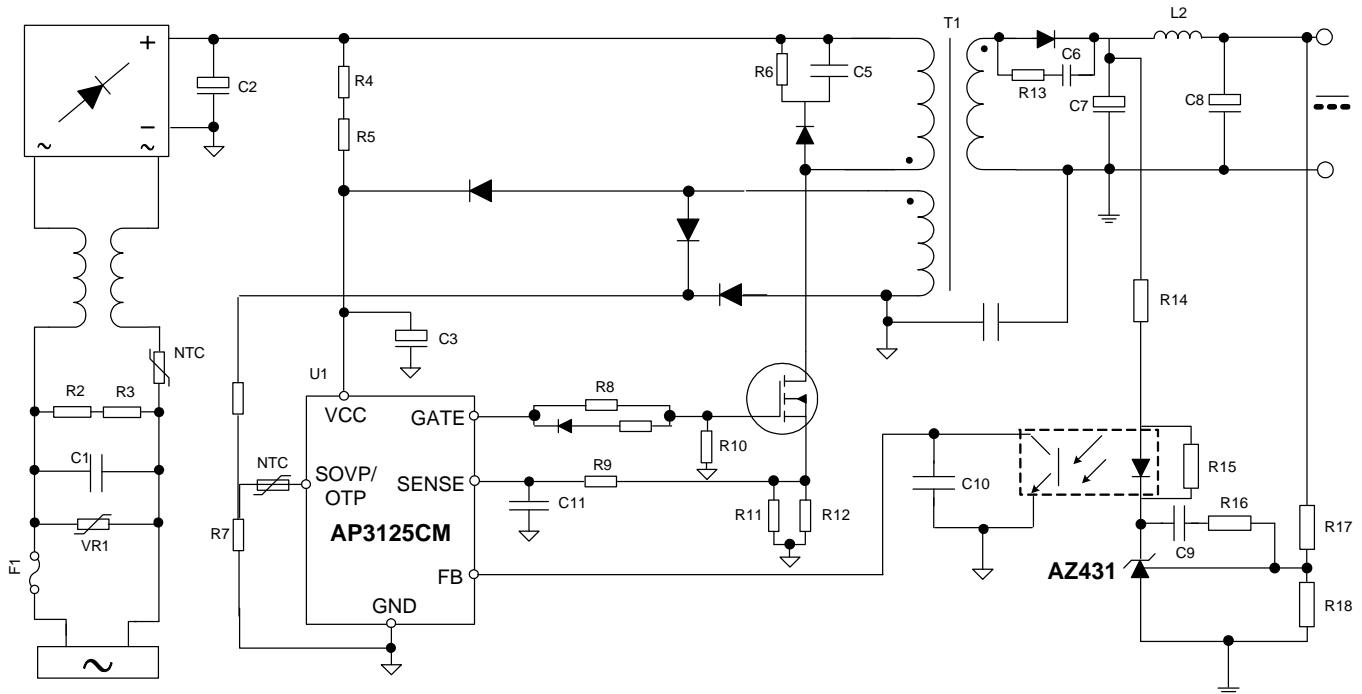 T1
L2
+
R6
C5
C6
R4
C2
R13
C7
C8
−
R5
~
~
R14
C3
NTC
U1
R8
R2
R3
VCC
GATE
R10
C1
NTC
SOVP/
OTP
SENSE
R9
C10
R15
C11
R16
R7
AP3125CM
R11
R12
R17
VR1
C9
F1
FB
AZ431
GND
R18
~